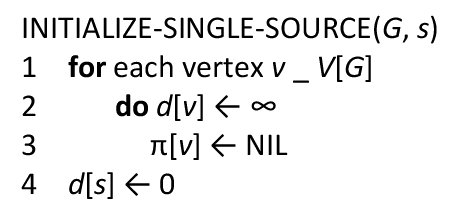 INITIALIZE-SINGLE-SOURCE(G, s)
1 for each vertex v _ V[G]
2 do d[v] ← ∞
3 π[v] ← NIL
4 d[s] ← 0